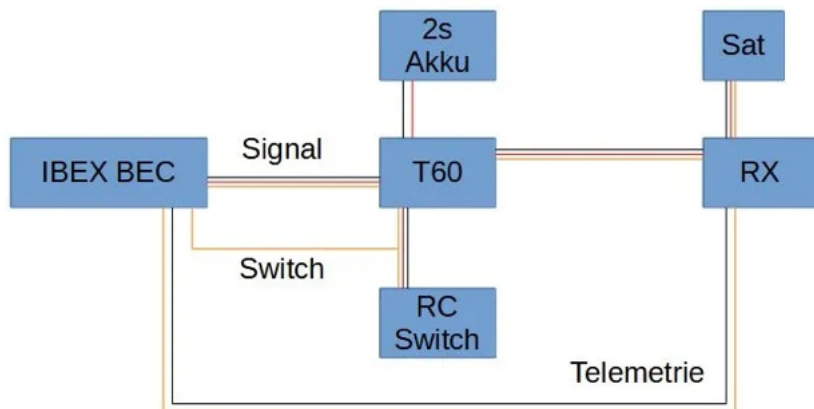 2s
Akku
Sat
Signal
IBEX BEC
T60
RX
Switch
RC
Switch
Telemetrie